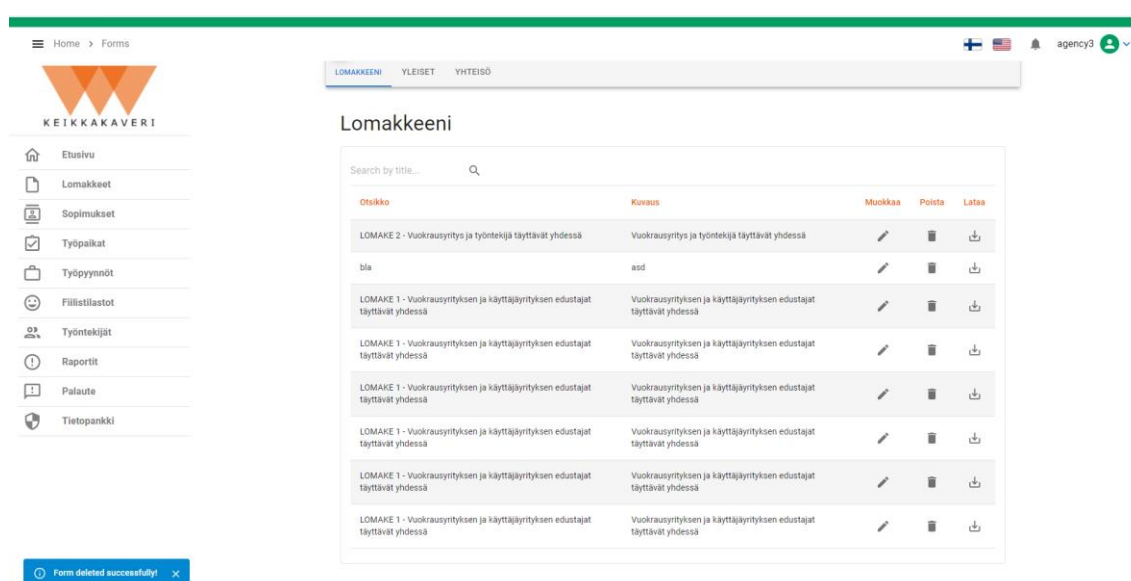 Home > Forms
agency3
KEIKKAKAVERI
Etusivu
Lomakkeet
Sopimukset
Työpaikat
Työpyynnöt
Fiilistilastot
Työntekijät
Raportit
Palaute
Tietopankki
LOMAKKEENI YLEISET YHTEISÖ
Lomakkeeni
Search by title...
Otsikko Kuvaus Muokkaa Poista Lataa
LOMAKE 2 - Vuokrausyritys ja työntekijä täyttävät yhdessä Vuokrausyritys ja työntekijä täyttävät yhdessä
bla asd
LOMAKE 1 - Vuokrausyrityksen ja käyttäjäyrityksen edustajat Vuokrausyrityksen ja käyttäjäyrityksen edustajat
täyttävät yhdessä täyttävät yhdessä
LOMAKE 1 - Vuokrausyrityksen ja käyttäjäyrityksen edustajat Vuokrausyrityksen ja käyttäjäyrityksen edustajat
täyttävät yhdessä täyttävät yhdessä
LOMAKE 1 - Vuokrausyrityksen ja käyttäjäyrityksen edustajat Vuokrausyrityksen ja käyttäjäyrityksen edustajat
täyttävät yhdessä täyttävät yhdessä
LOMAKE 1 - Vuokrausyrityksen ja käyttäjäyrityksen edustajat Vuokrausyrityksen ja käyttäjäyrityksen edustajat
täyttävät yhdessä täyttävät yhdessä
LOMAKE 1 - Vuokrausyrityksen ja käyttäjäyrityksen edustajat Vuokrausyrityksen ja käyttäjäyrityksen edustajat
täyttävät yhdessä täyttävät yhdessä
LOMAKE 1 - Vuokrausyrityksen ja käyttäjäyrityksen edustajat Vuokrausyrityksen ja käyttäjäyrityksen edustajat
täyttävät yhdessä täyttävät yhdessä
Form deleted successfully!